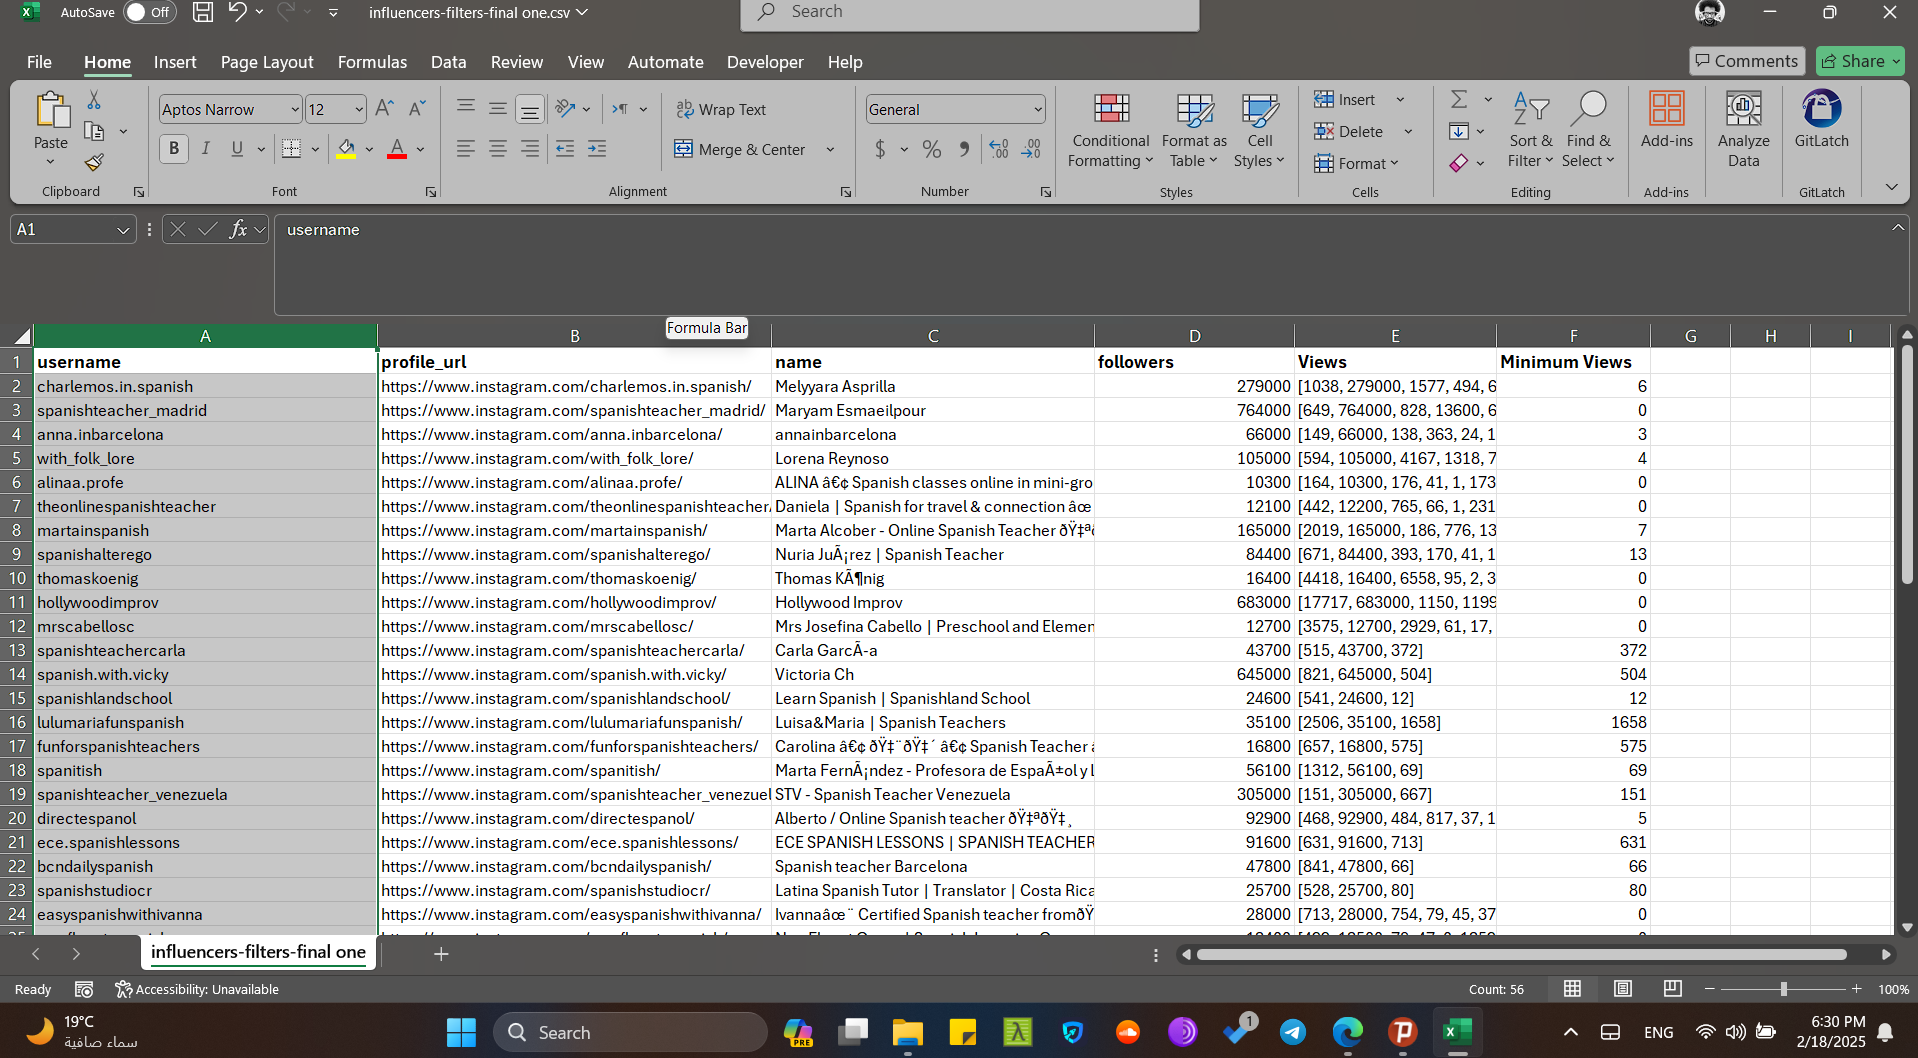 AutoSave Off influencers-filters-final one.csv Search
File Home Insert Page Layout Formulas Data Review View Automate Developer Help Comments Share
Paste
Clipboard
Aptos Narrow 12
B I U A
Font
Wrap Text
Merge & Center
Alignment
General
$ % 9 .00
Number
Conditional Formatting
Format as Table
Cell Styles
Styles
Insert
Delete
Format
Cells
Sort & Filter
Find & Select
Editing
Add-ins
Add-ins
Analyze Data
GitLatch
GitLatch
A1 fx username
Formula Bar
A B C D E F G H I
1 username profile_url name followers Views Minimum Views
2 charlemos.in.spanish https://www.instagram.com/charlemos.in.spanish/ Melyyara Asprilla 279000 [1038, 279000, 1577, 494, 6 6
3 spanishteacher_madrid https://www.instagram.com/spanishteacher_madrid/ Maryam Esmaeilpour 764000 [649, 764000, 828, 13600, 6 0
4 anna.inbarcelona https://www.instagram.com/anna.inbarcelona/ annainbarcelona 66000 [149, 66000, 138, 363, 24, 1 3
5 with_folk_lore https://www.instagram.com/with_folk_lore/ Lorena Reynoso 105000 [594, 105000, 4167, 1318, 7 4
6 alinaa.profe https://www.instagram.com/alinaa.profe/ ALINA â€¢ Spanish classes online in mini-gro 10300 [164, 10300, 176, 41, 1, 173 0
7 theonlinespanishteacher https://www.instagram.com/theonlinespanishteacher/ Daniela | Spanish for travel & connection âœ 12100 [442, 12200, 765, 66, 1, 231 0
8 martainspanish https://www.instagram.com/martainspanish/ Marta Alcober - Online Spanish Teacher ðŸ‡ª 165000 [2019, 165000, 186, 776, 13 7
9 spanishalterego https://www.instagram.com/spanishalterego/ Nuria JuÃ¡rez | Spanish Teacher 84400 [671, 84400, 393, 170, 41, 1 13
10 thomaskoenig https://www.instagram.com/thomaskoenig/ Thomas KÃ¶nig 16400 [4418, 16400, 6558, 95, 2, 3 0
11 hollywoodimprov https://www.instagram.com/hollywoodimprov/ Hollywood Improv 683000 [17717, 683000, 1150, 1199 0
12 mrscabellosc https://www.instagram.com/mrscabellosc/ Mrs Josefina Cabello | Preschool and Elemen 12700 [3575, 12700, 2929, 61, 17, 0
13 spanishteachercarla https://www.instagram.com/spanishteachercarla/ Carla GarcÃ-a 43700 [515, 43700, 372] 372
14 spanish.with.vicky https://www.instagram.com/spanish.with.vicky/ Victoria Ch 645000 [821, 645000, 504] 504
15 spanishlandschool https://www.instagram.com/spanishlandschool/ Learn Spanish | Spanishland School 24600 [541, 24600, 12] 12
16 lulumariafunspanish https://www.instagram.com/lulumariafunspanish/ Luisa&Maria | Spanish Teachers 35100 [2506, 35100, 1658] 1658
17 funforspanishteachers https://www.instagram.com/funforspanishteachers/ Carolina â€¢ ðŸ‡¨ðŸ‡´ â€¢ Spanish Teacher 16800 [657, 16800, 575] 575
18 spanitish https://www.instagram.com/spanitish/ Marta FernÃ¡ndez - Profesora de EspaÃ±ol y 56100 [1312, 56100, 69] 69
19 spanishteacher_venezuela https://www.instagram.com/spanishteacher_venezuel STV - Spanish Teacher Venezuela 305000 [151, 305000, 667] 151
20 directespanol https://www.instagram.com/directespanol/ Alberto / Online Spanish teacher ðŸ‡ªðŸ‡¸ 92900 [468, 92900, 484, 817, 37, 1 5
21 ece.spanishlessons https://www.instagram.com/ece.spanishlessons/ ECE SPANISH LESSONS | SPANISH TEACHER 91600 [631, 91600, 713] 631
22 bcndailyspanish https://www.instagram.com/bcndailyspanish/ Spanish teacher Barcelona 47800 [841, 47800, 66] 66
23 spanishstudiocr https://www.instagram.com/spanishstudiocr/ Latina Spanish Tutor | Translator | Costa Rica 25700 [528, 25700, 80] 80
24 easyspanishwithivanna https://www.instagram.com/easyspanishwithivanna/ Ivannaâœ¨ Certified Spanish teacher fromðŸ 28000 [713, 28000, 754, 79, 45, 37 0
influencers-filters-final one
Ready Accessibility: Unavailable Count: 56 100%
19°C
سماء صافية
Search PRE 1 ENG
6:30 PM
2/18/2025